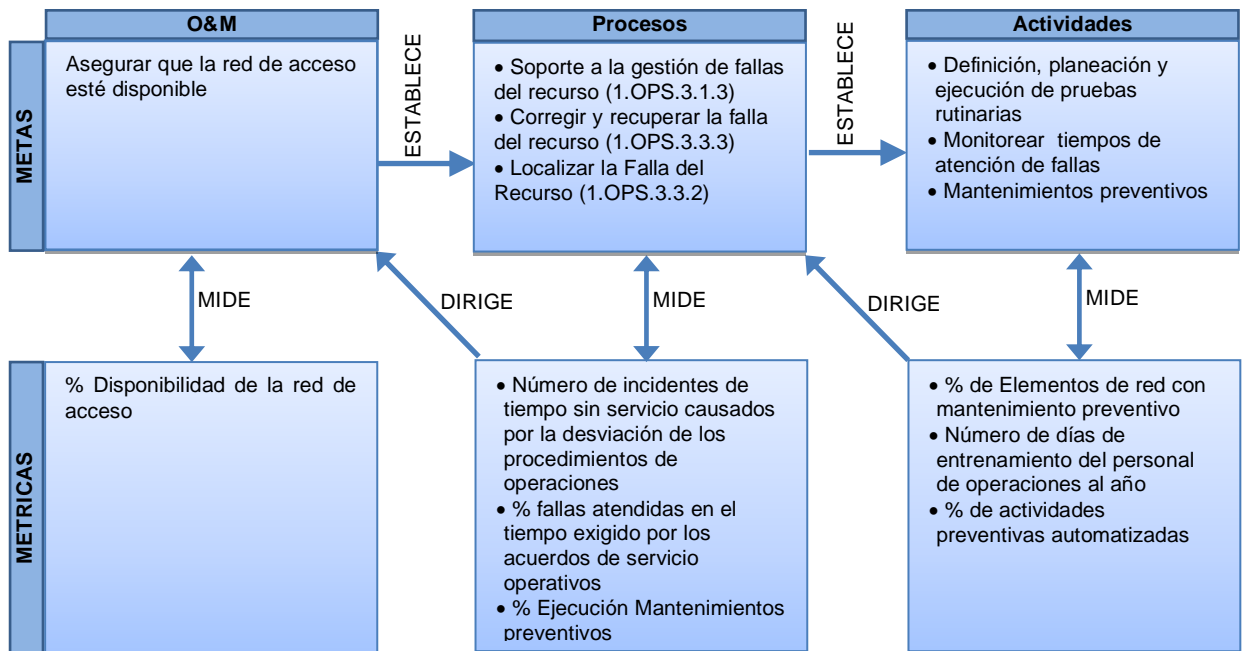 O&M
Procesos
Actividades
METAS
Asegurar que la red de acceso
esté disponible
ESTABLECE
• Soporte a la gestión de fallas
del recurso (1.OPS.3.1.3)
• Corregir y recuperar la falla
del recurso (1.OPS.3.3.3)
• Localizar la Falla del
Recurso (1.OPS.3.3.2)
ESTABLECE
• Definición, planeación y
ejecución de pruebas
rutinarias
• Monitorear tiempos de
atención de fallas
• Mantenimientos preventivos
MIDE
DIRIGE
MIDE
DIRIGE
MIDE
METRICAS
% Disponibilidad de la red de
acceso
• Número de incidentes de
tiempo sin servicio causados
por la desviación de los
procedimientos de
operaciones
• % fallas atendidas en el
tiempo exigido por los
acuerdos de servicio
operativos
• % Ejecución Mantenimientos
preventivos
• % de Elementos de red con
mantenimiento preventivo
• Número de días de
entrenamiento del personal
de operaciones al año
• % de actividades
preventivas automatizadas